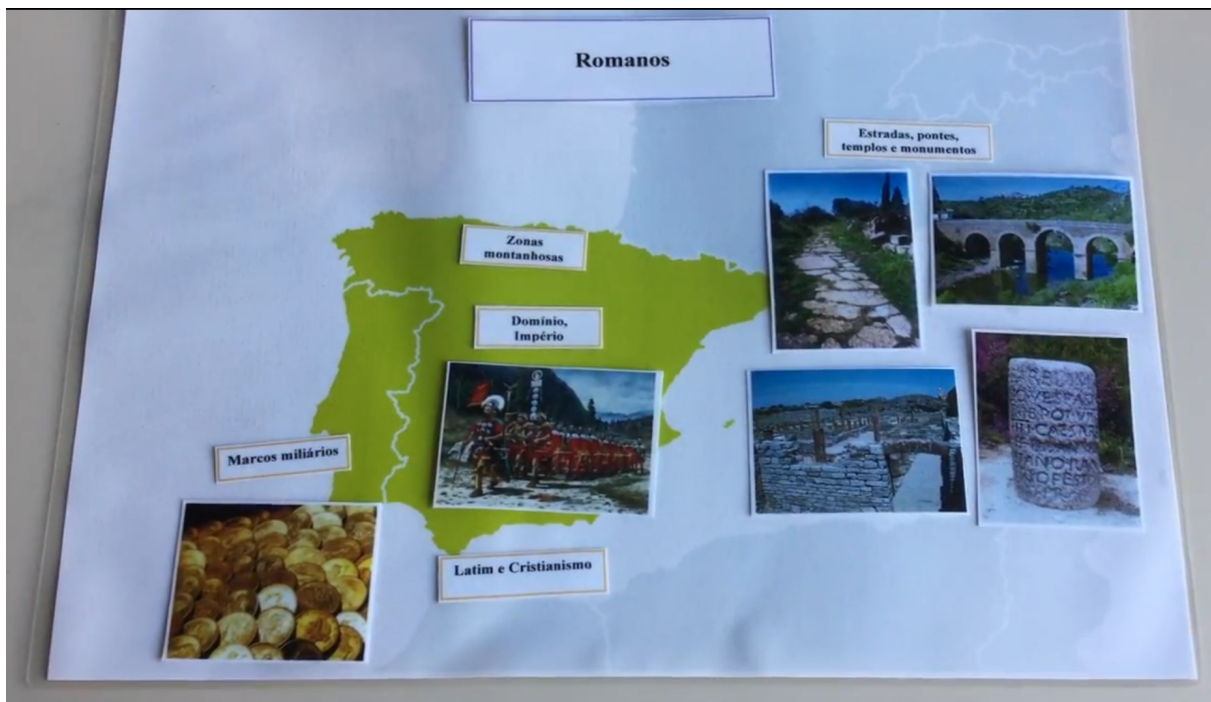 Romanos
Estradas, pontes,
templos e monumentos
Zonas
montanhosas
Domínio,
Império
Marcos miliários
Latim e Cristianismo